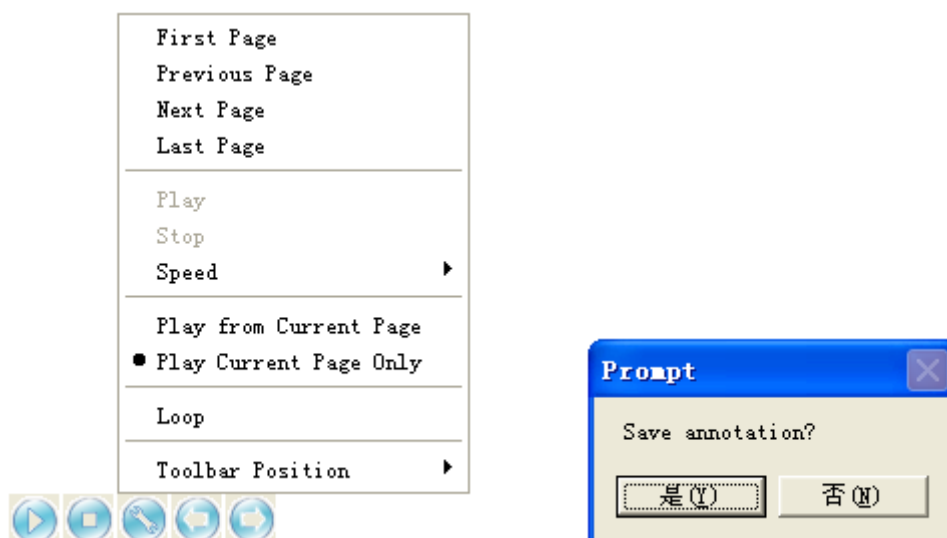 First Page
Previous Page
Next Page
Last Page
Play
Stop
Speed
Play from Current Page
Play Current Page Only
Loop
Toolbar Position
Prompt
Save annotation?
是(Y) 否(N)